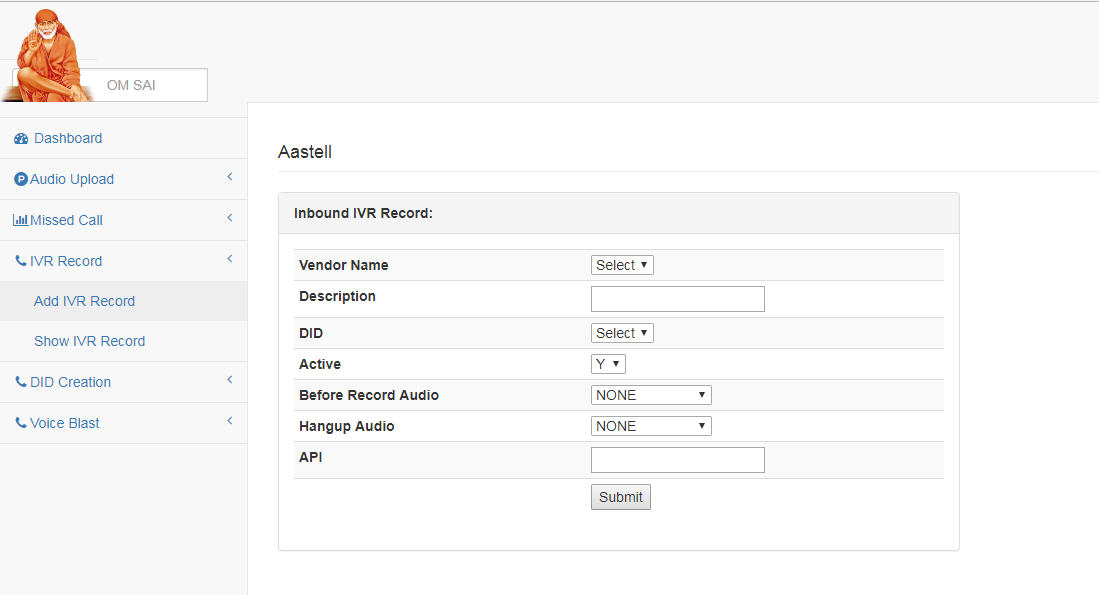 OM SAI
Dashboard
Audio Upload
Missed Call
IVR Record
Add IVR Record
Show IVR Record
DID Creation
Voice Blast
Aastell
Inbound IVR Record:
Vendor Name Select
Description
DID Select
Active Y
Before Record Audio NONE
Hangup Audio NONE
API
Submit